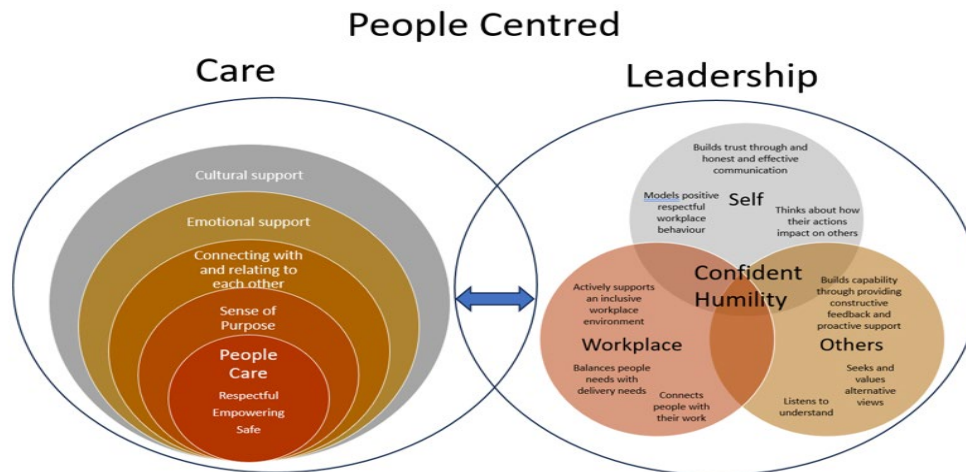 People Centred
Care
Leadership
Cultural support
Emotional support
Connecting with
and relating to
each other
Sense of
Purpose
People
Care
Respectful
Empowering
Safe
Builds trust through and
honest and effective
communication
Self
Models positive
respectful
workplace
behaviour
Thinks about how
their actions
impact on others
Confident
Humility
Actively supports
an inclusive
workplace
environment
Workplace
Balances people
needs with
delivery needs
Connects
people with
their work
Builds capability
through providing
constructive
feedback and
proactive support
Others
Seeks and
values
alternative
views
Listens to
understand